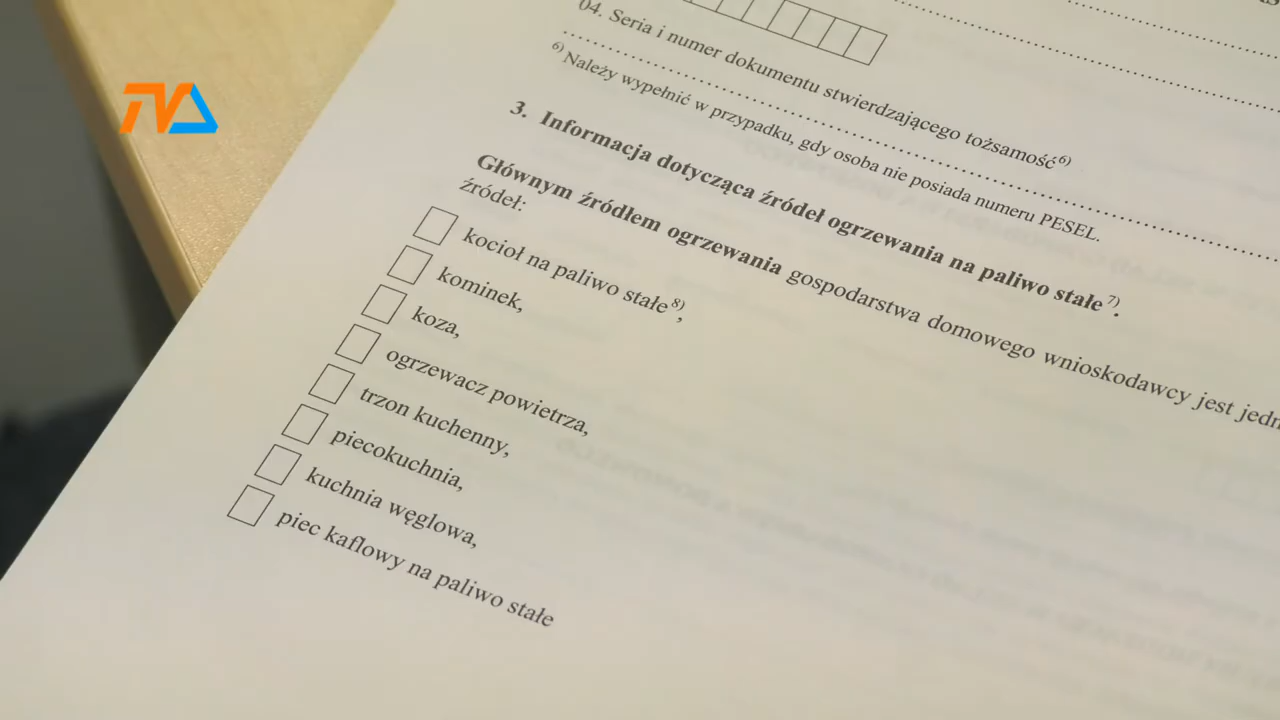 TVA
04. Seria i numer dokumentu stwierdzającego tożsamość⁶⁾
⁶⁾ Należy wypełnić w przypadku, gdy osoba nie posiada numeru PESEL.
3. Informacja dotycząca źródeł ogrzewania na paliwo stałe⁷⁾.
Głównym źródłem ogrzewania gospodarstwa domowego wnioskodawcy jest jedn
źródeł:
kocioł na paliwo stałe⁸⁾,
kominek,
koza,
ogrzewacz powietrza,
trzon kuchenny,
piecokuchnia,
kuchnia węglowa,
piec kaflowy na paliwo stałe